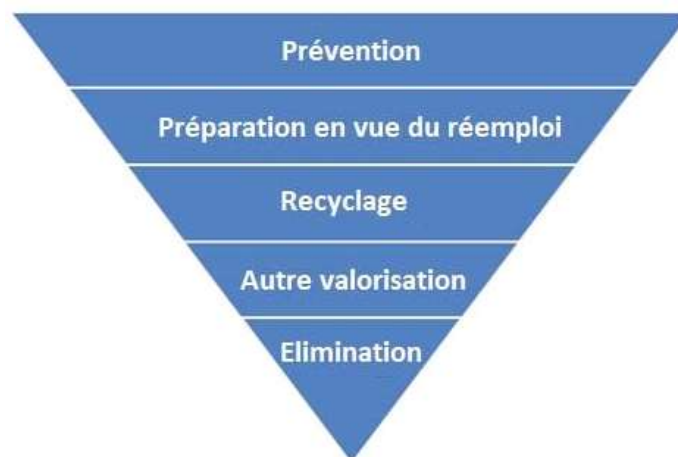 Prévention
Préparation en vue du réemploi
Recyclage
Autre valorisation
Elimination